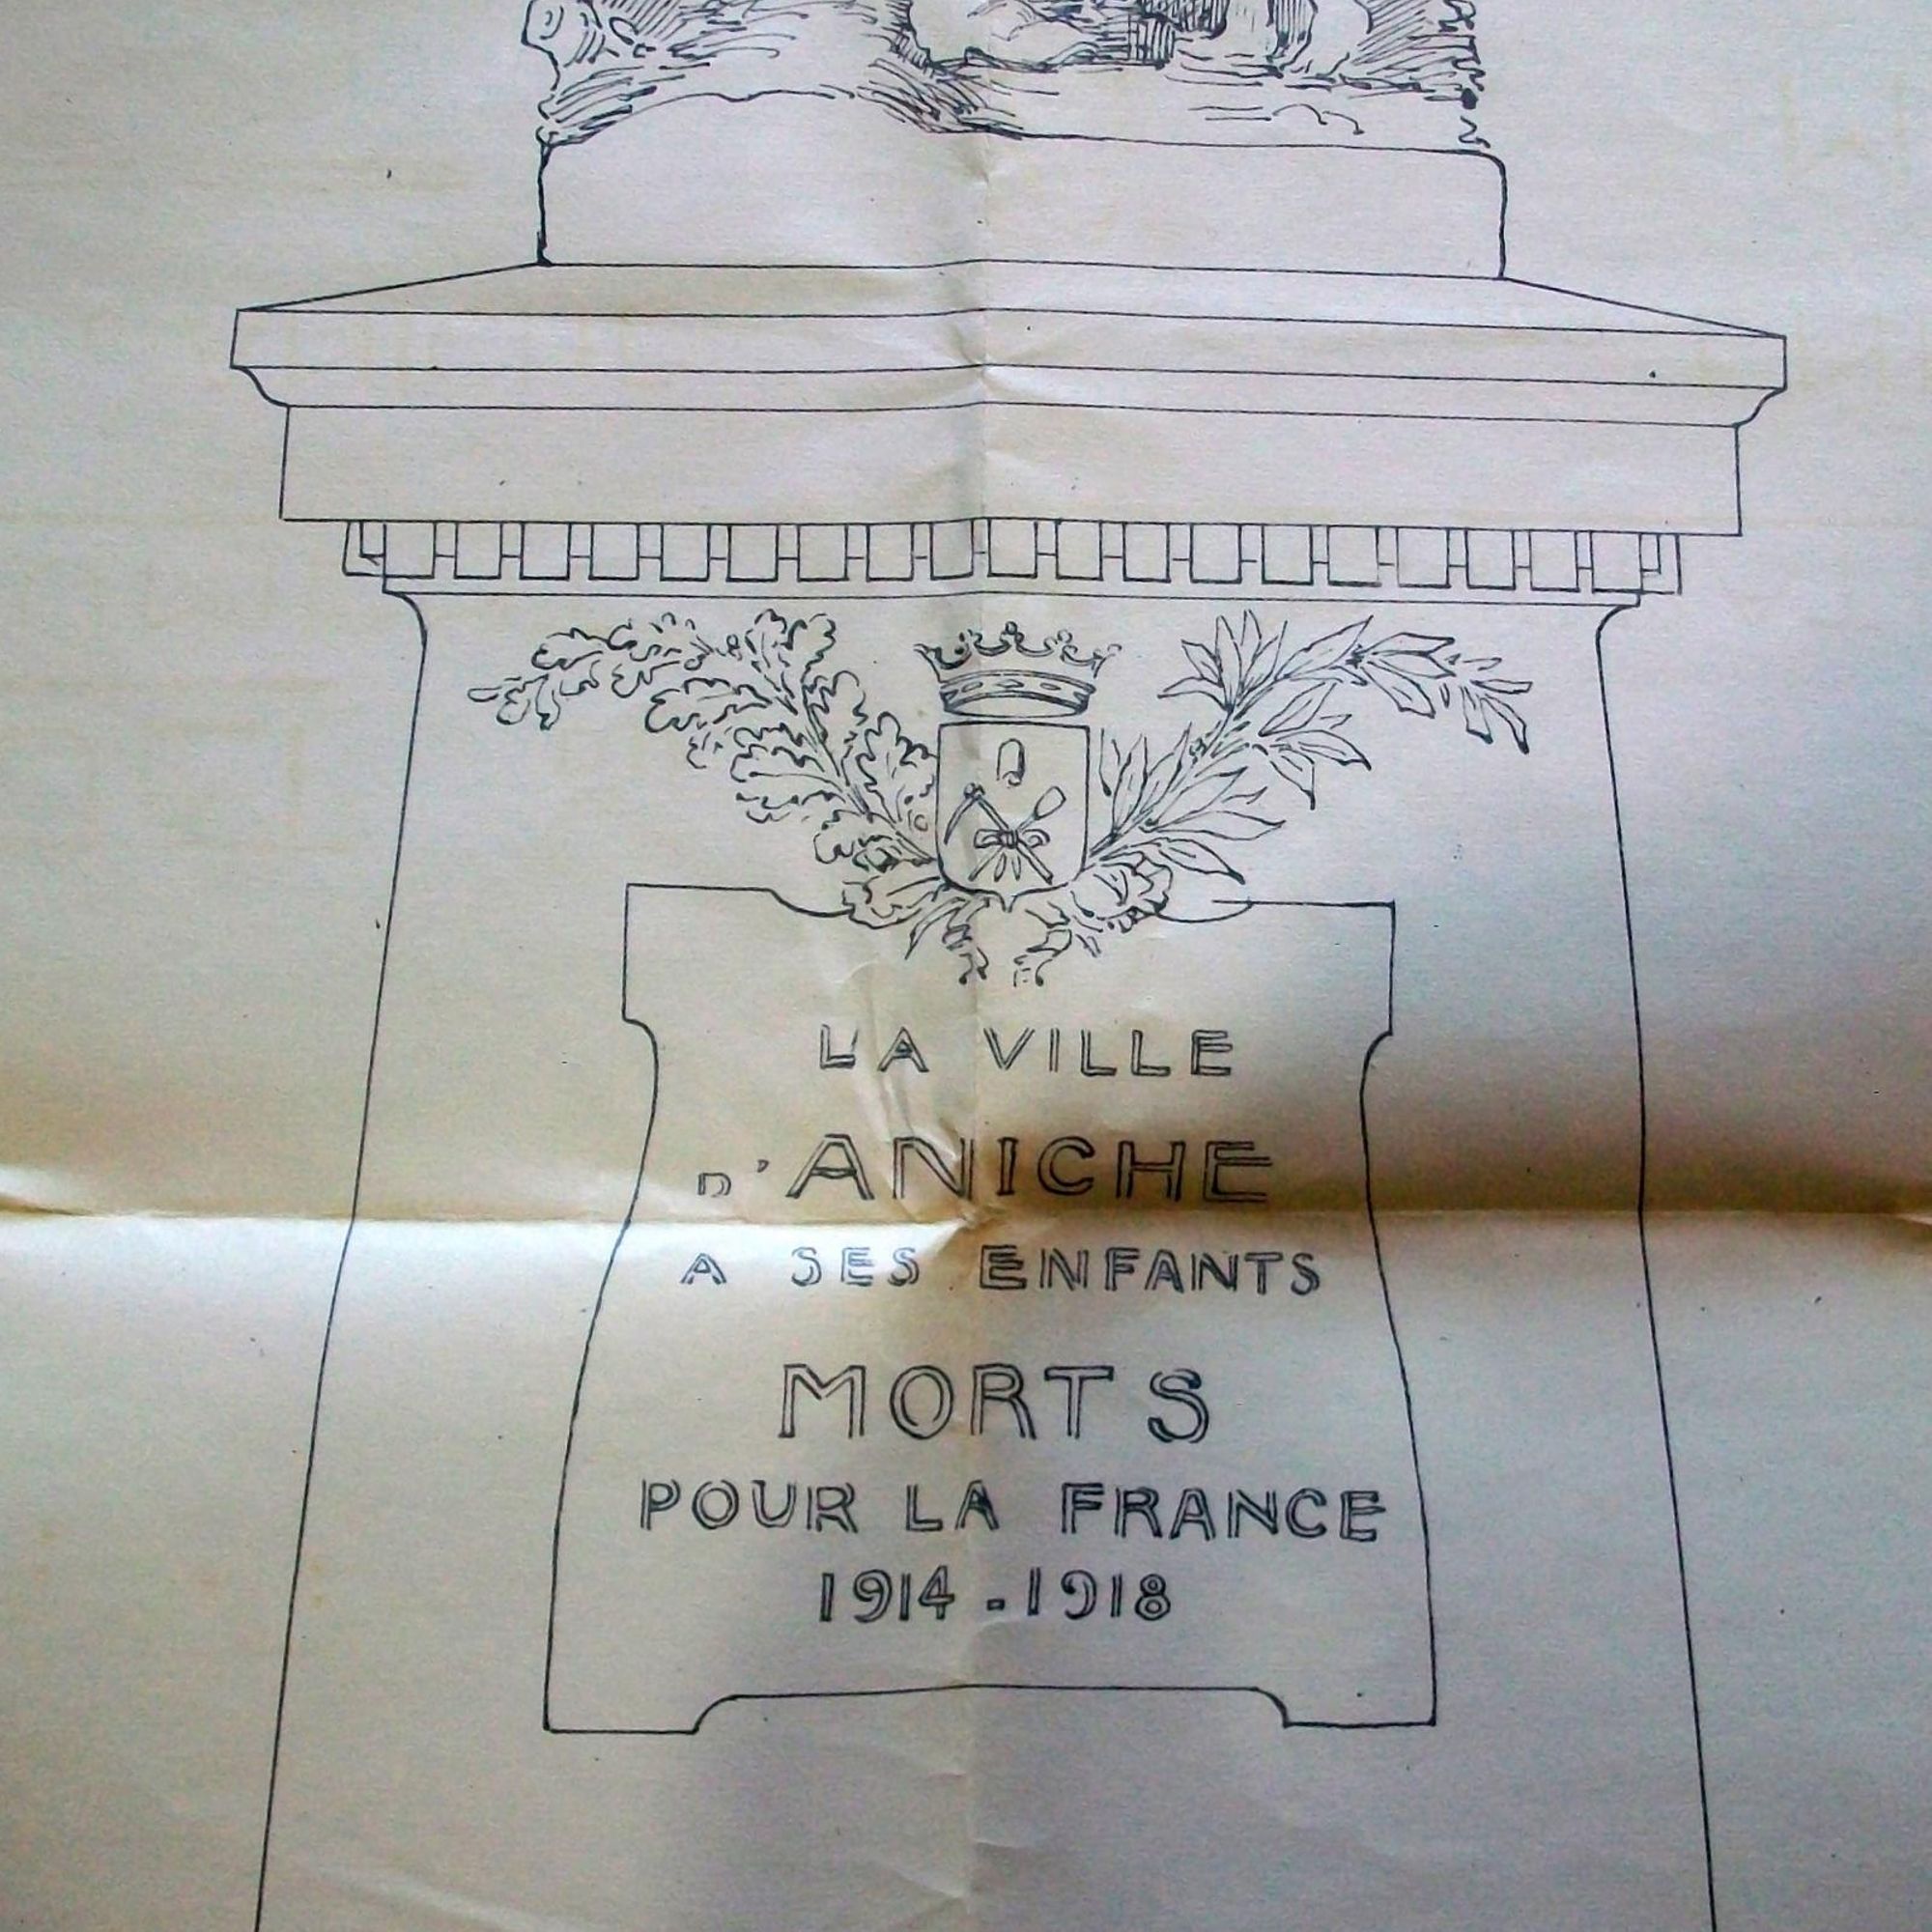 LA VILLE
D'ANICHE
A SES ENFANTS
MORTS
POUR LA FRANCE
1914-1918